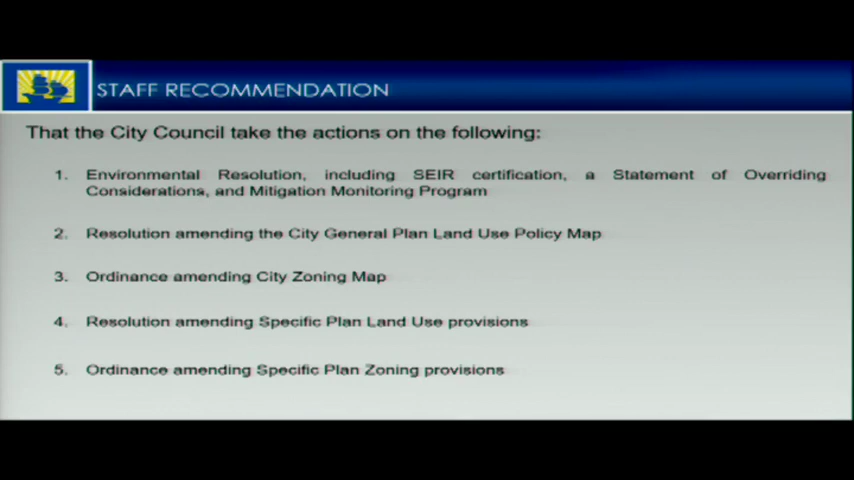 STAFF RECOMMENDATION
That the City Council take the actions on the following:
1. Environmental Resolution, including SEIR certification, a Statement of Overriding
Considerations, and Mitigation Monitoring Program
2. Resolution amending the City General Plan Land Use Policy Map
3. Ordinance amending City Zoning Map
4. Resolution amending Specific Plan Land Use provisions
5. Ordinance amending Specific Plan Zoning provisions